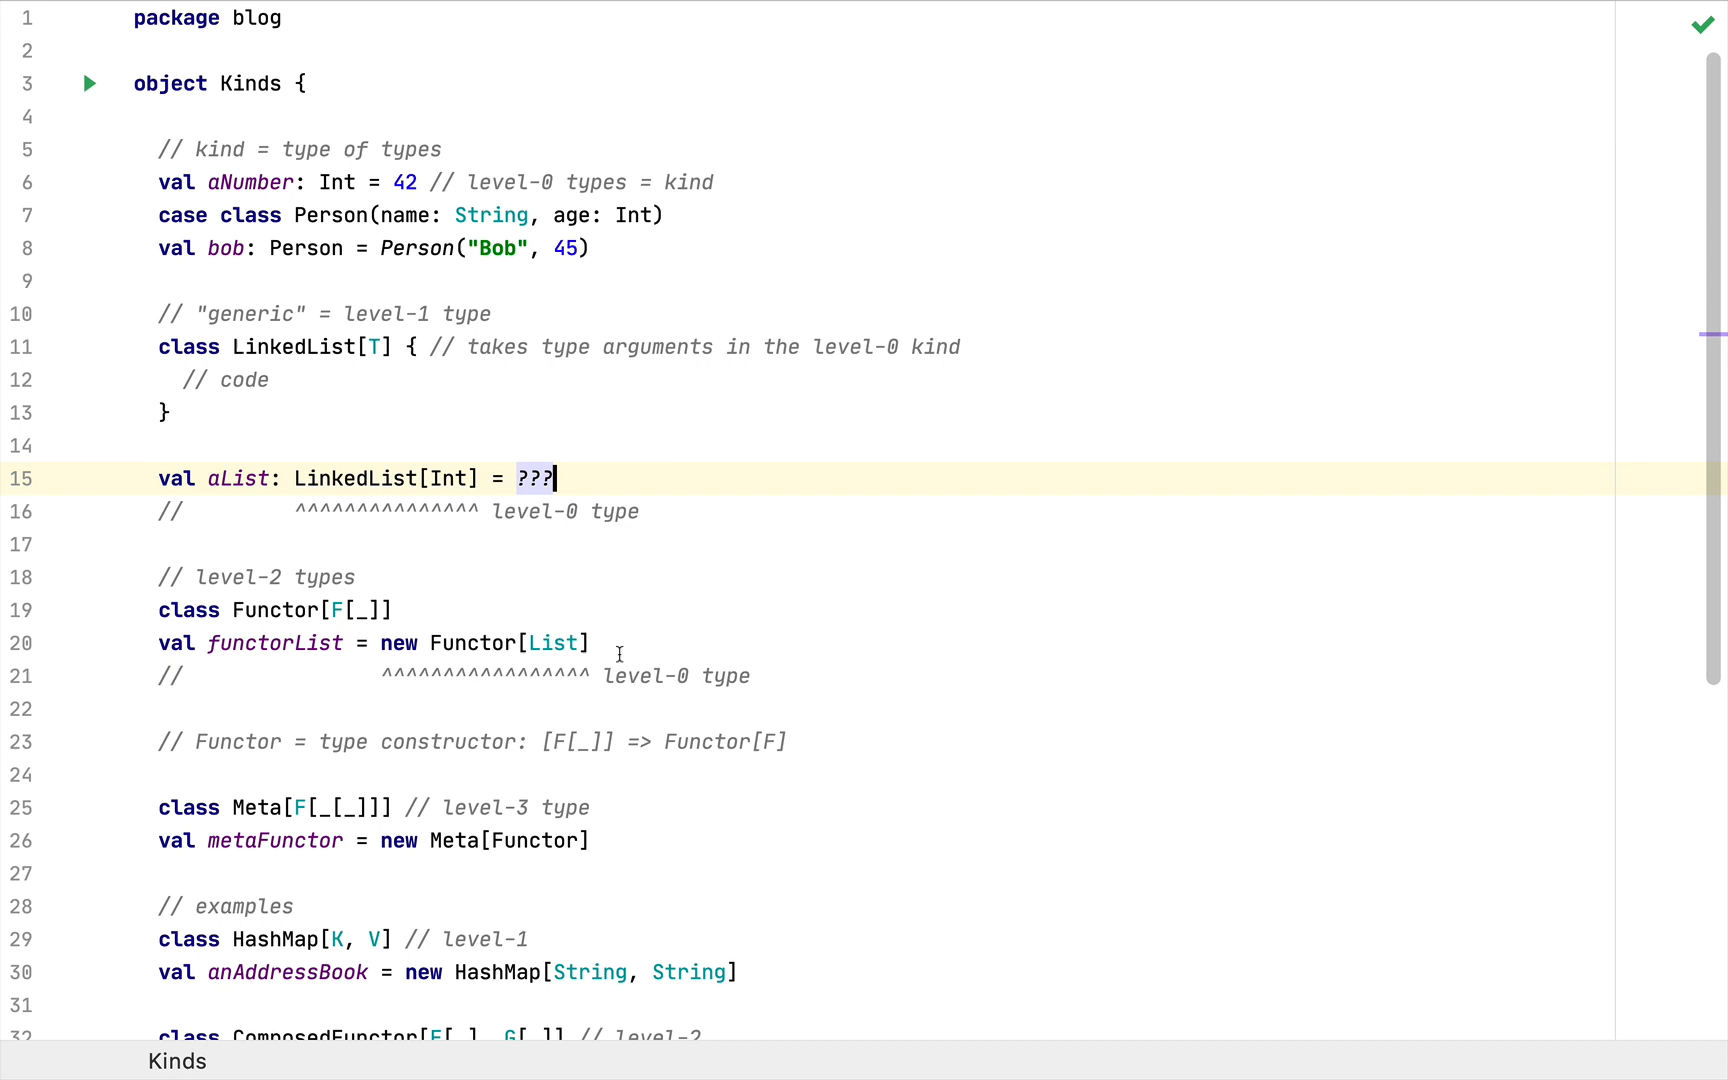 1 package blog
2
3 object Kinds {
4
5 // kind = type of types
6 val aNumber: Int = 42 // level-0 types = kind
7 case class Person(name: String, age: Int)
8 val bob: Person = Person("Bob", 45)
9
10 // "generic" = level-1 type
11 class LinkedList[T] { // takes type arguments in the level-0 kind
12 // code
13 }
14
15 val aList: LinkedList[Int] = ???
16 // ^^^^^^^^^^^^^^^ level-0 type
17
18 // level-2 types
19 class Functor[F[_]]
20 val functorList = new Functor[List]
21 // ^^^^^^^^^^^^^^^^^ level-0 type
22
23 // Functor = type constructor: [F[_]] => Functor[F]
24
25 class Meta[F[_[_]]] // level-3 type
26 val metaFunctor = new Meta[Functor]
27
28 // examples
29 class HashMap[K, V] // level-1
30 val anAddressBook = new HashMap[String, String]
31
32 class ComposedFunctor[F[_], G[_]] // level-2
Kinds